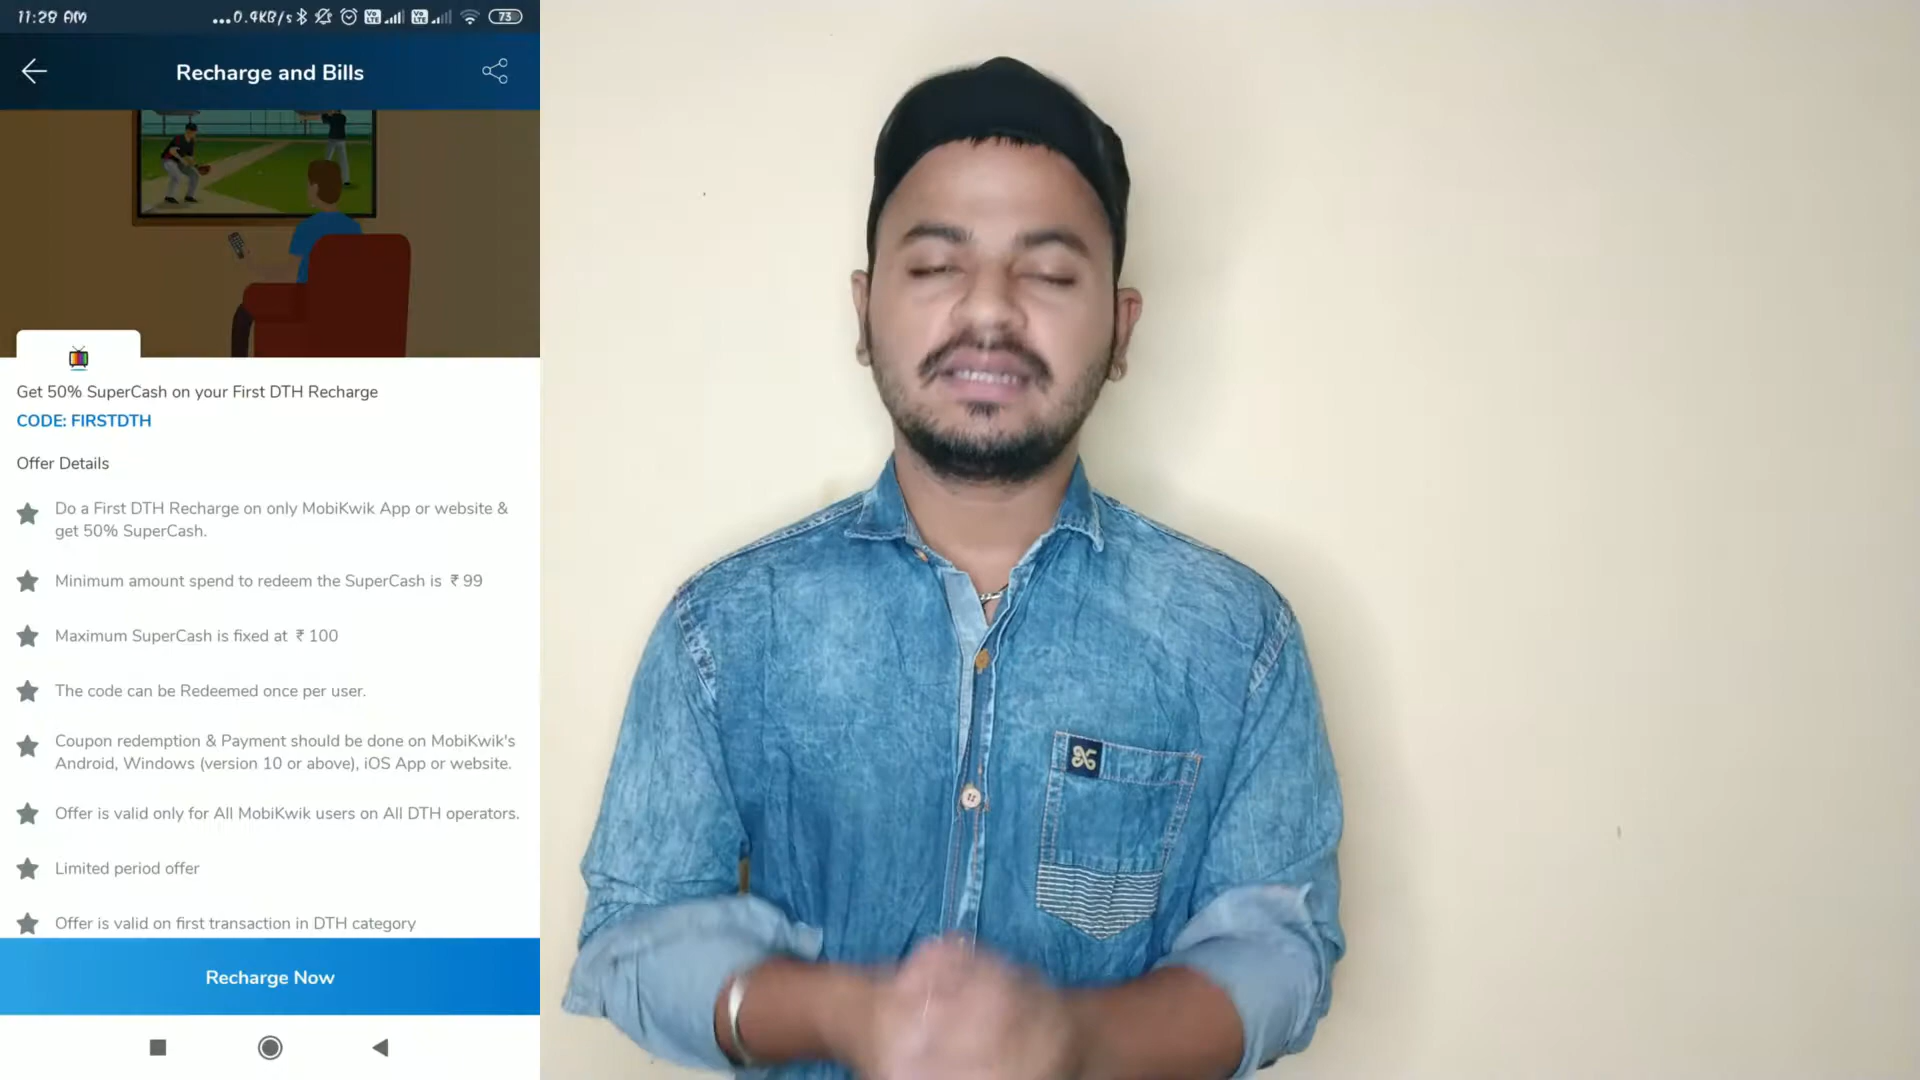 11:28 AM
...0.4KB/s
73
Recharge and Bills
Get 50% SuperCash on your First DTH Recharge
CODE: FIRSTDTH
Offer Details
Do a First DTH Recharge on only MobiKwik App or website &
get 50% SuperCash.
Minimum amount spend to redeem the SuperCash is ₹ 99
Maximum SuperCash is fixed at ₹ 100
The code can be Redeemed once per user.
Coupon redemption & Payment should be done on MobiKwik's
Android, Windows (version 10 or above), iOS App or website.
Offer is valid only for All MobiKwik users on All DTH operators.
Limited period offer
Offer is valid on first transaction in DTH category
Recharge Now